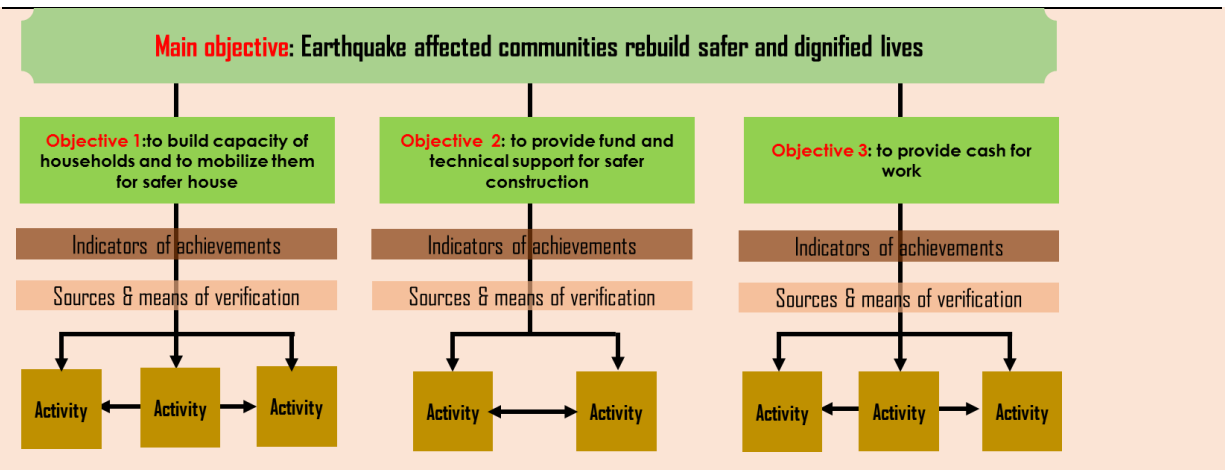 Main objective: Earthquake affected communities rebuild safer and dignified lives
Objective 1:to build capacity of
households and to mobilize them
for safer house
Objective 2: to provide fund and
technical support for safer
construction
Objective 3: to provide cash for
work
Indicators of achievements
Indicators of achievements
Indicators of achievements
Sources & means of verification
Sources & means of verification
Sources & means of verification
Activity
Activity
Activity
Activity
Activity
Activity
Activity
Activity